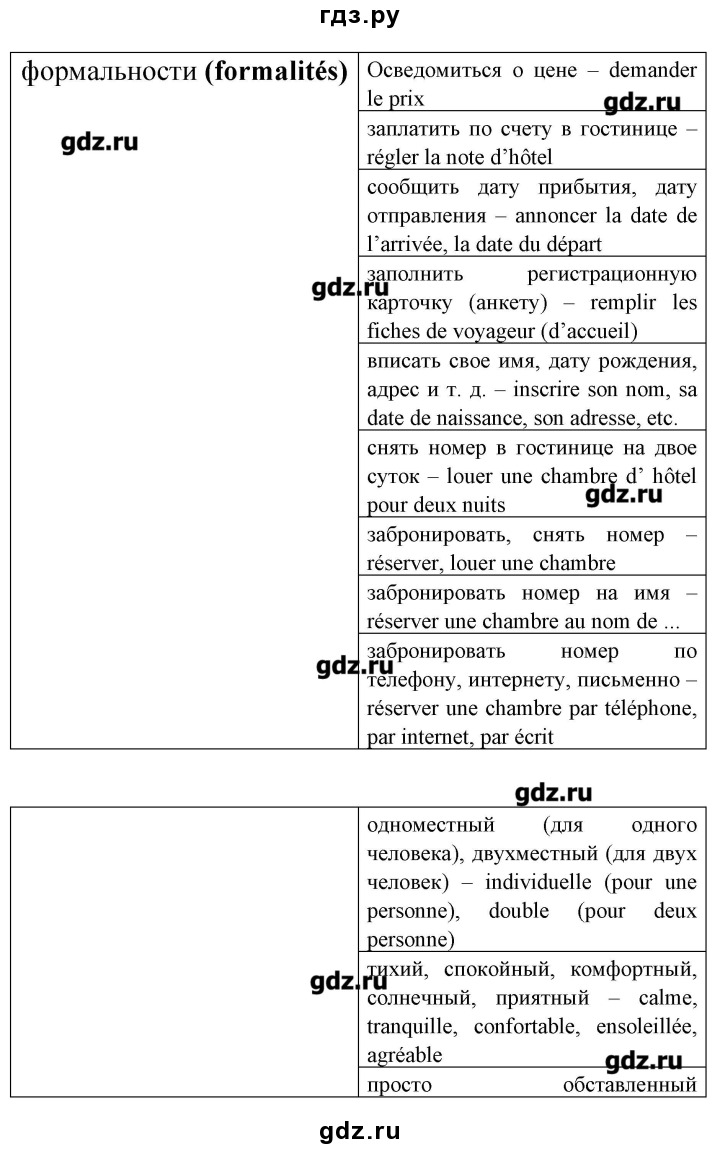 гдз.ру
формальности (formalités)
Осведомиться о цене – demander
le prix
gdz.ru
gdz.ru
заплатить по счету в гостинице –
régler la note d’hôtel
сообщить дату прибытия, дату
отправления – annoncer la date de
l’arrivée, la date du départ
gdz.ru
заполнить регистрационную
карточку (анкету) – remplir les
fiches de voyageur (d’accueil)
вписать свое имя, дату рождения,
адрес и т. д. – inscrire son nom, sa
date de naissance, son adresse, etc.
снять номер в гостинице на двое
суток – louer une chambre d’ hôtel
pour deux nuits
gdz.ru
забронировать, снять номер –
réserver, louer une chambre
забронировать номер на имя –
réserver une chambre au nom de ...
gdz.ru
забронировать номер по
телефону, интернету, письменно –
réserver une chambre par téléphone,
par internet, par écrit
gdz.ru
одноместный (для одного
человека), двухместный (для двух
человек) – individuelle (pour une
personne), double (pour deux
personne)
gdz.ru
тихий, спокойный, комфортный,
солнечный, приятный – calme,
tranquille, confortable, ensoleillée,
agréable
gdz.ru
просто обставленный
gdz.ru